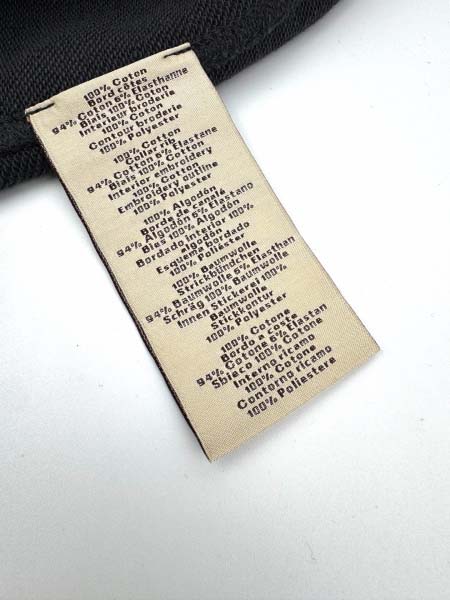 100% Coton
Bord côtes
94% Coton 6% Elasthanne
Biais 100% Coton
Interieur broderie
100% Coton
Contour broderie
100% Polyester
100% Cotton
Collar rib
94% Cotton 6% Elastane
Biais 100% Cotton
Interior embroidery
100% Cotton
Embroidery outline
100% Polyester
100% Algodón
Borde de canalé
94% Algodón 6% Elastano
Bies 100% Algodón
Bordado interior 100%
algodón
Esquema bordado
100% Poliéster
100% Baumwolle
Strickbündchen
94% Baumwolle 6% Elasthan
Schräg 100% Baumwolle
Innen Stickerei 100%
Baumwolle
Stickkontur
100% Polyester
100% Cotone
Bordo a coste
94% Cotone 6% Elastan
Sbieco 100% Cotone
Interno ricamo
100% Cotone
Contorno ricamo
100% Poliestere